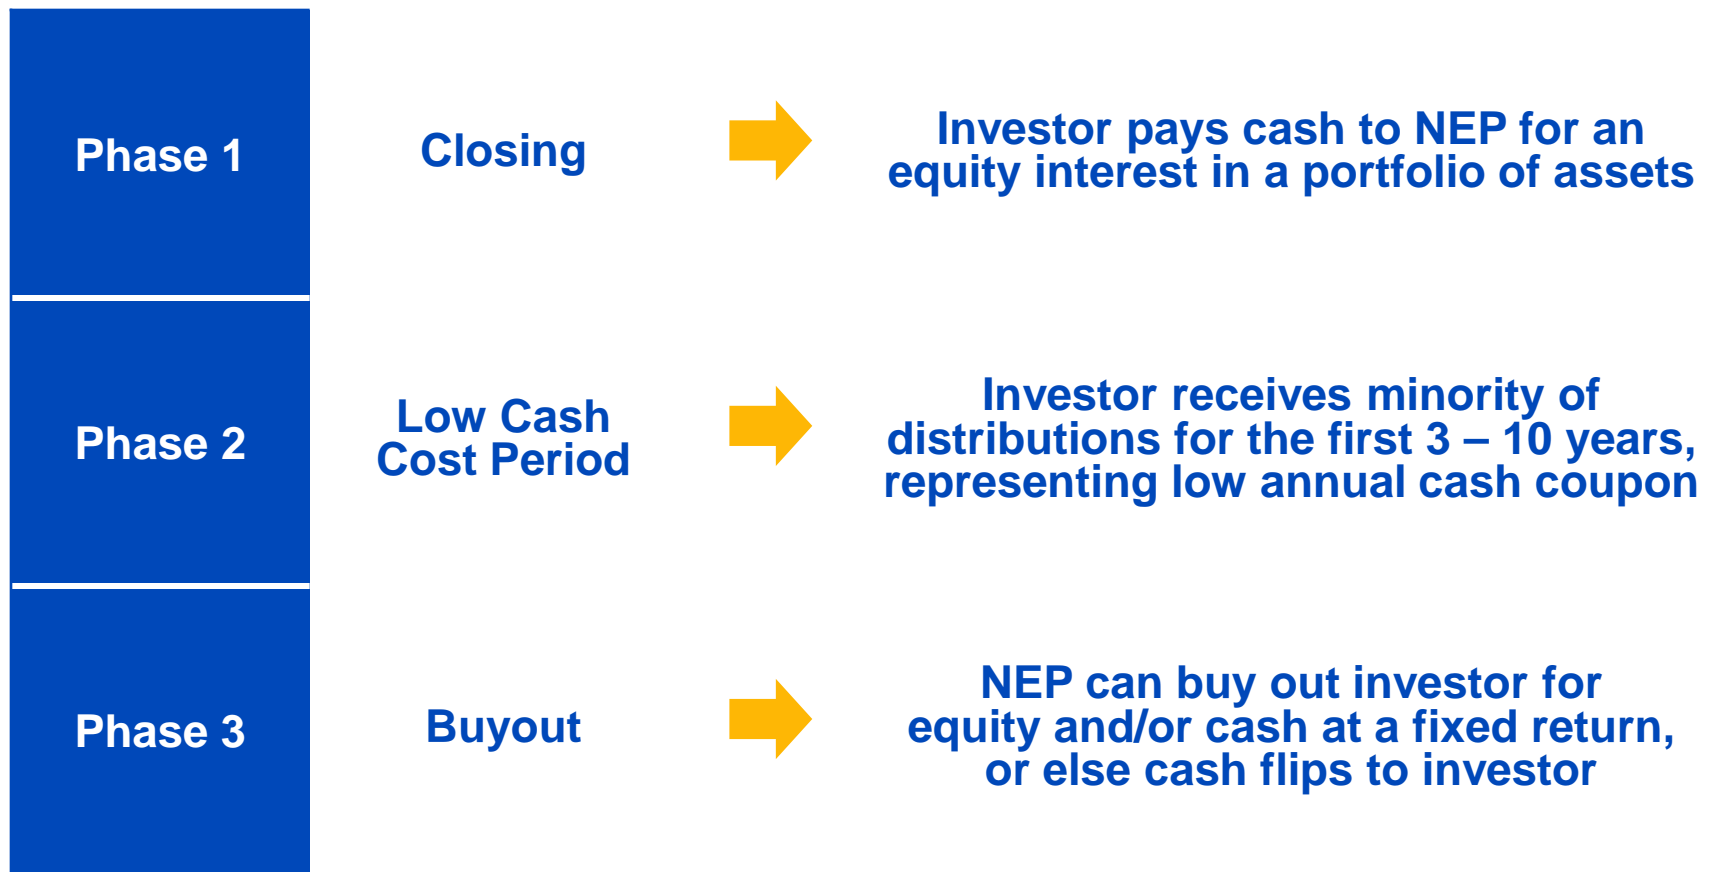 Phase 1
Closing
Investor pays cash to NEP for an
equity interest in a portfolio of assets
Phase 2
Low Cash
Cost Period
Investor receives minority of
distributions for the first 3 – 10 years,
representing low annual cash coupon
Phase 3
Buyout
NEP can buy out investor for
equity and/or cash at a fixed return,
or else cash flips to investor